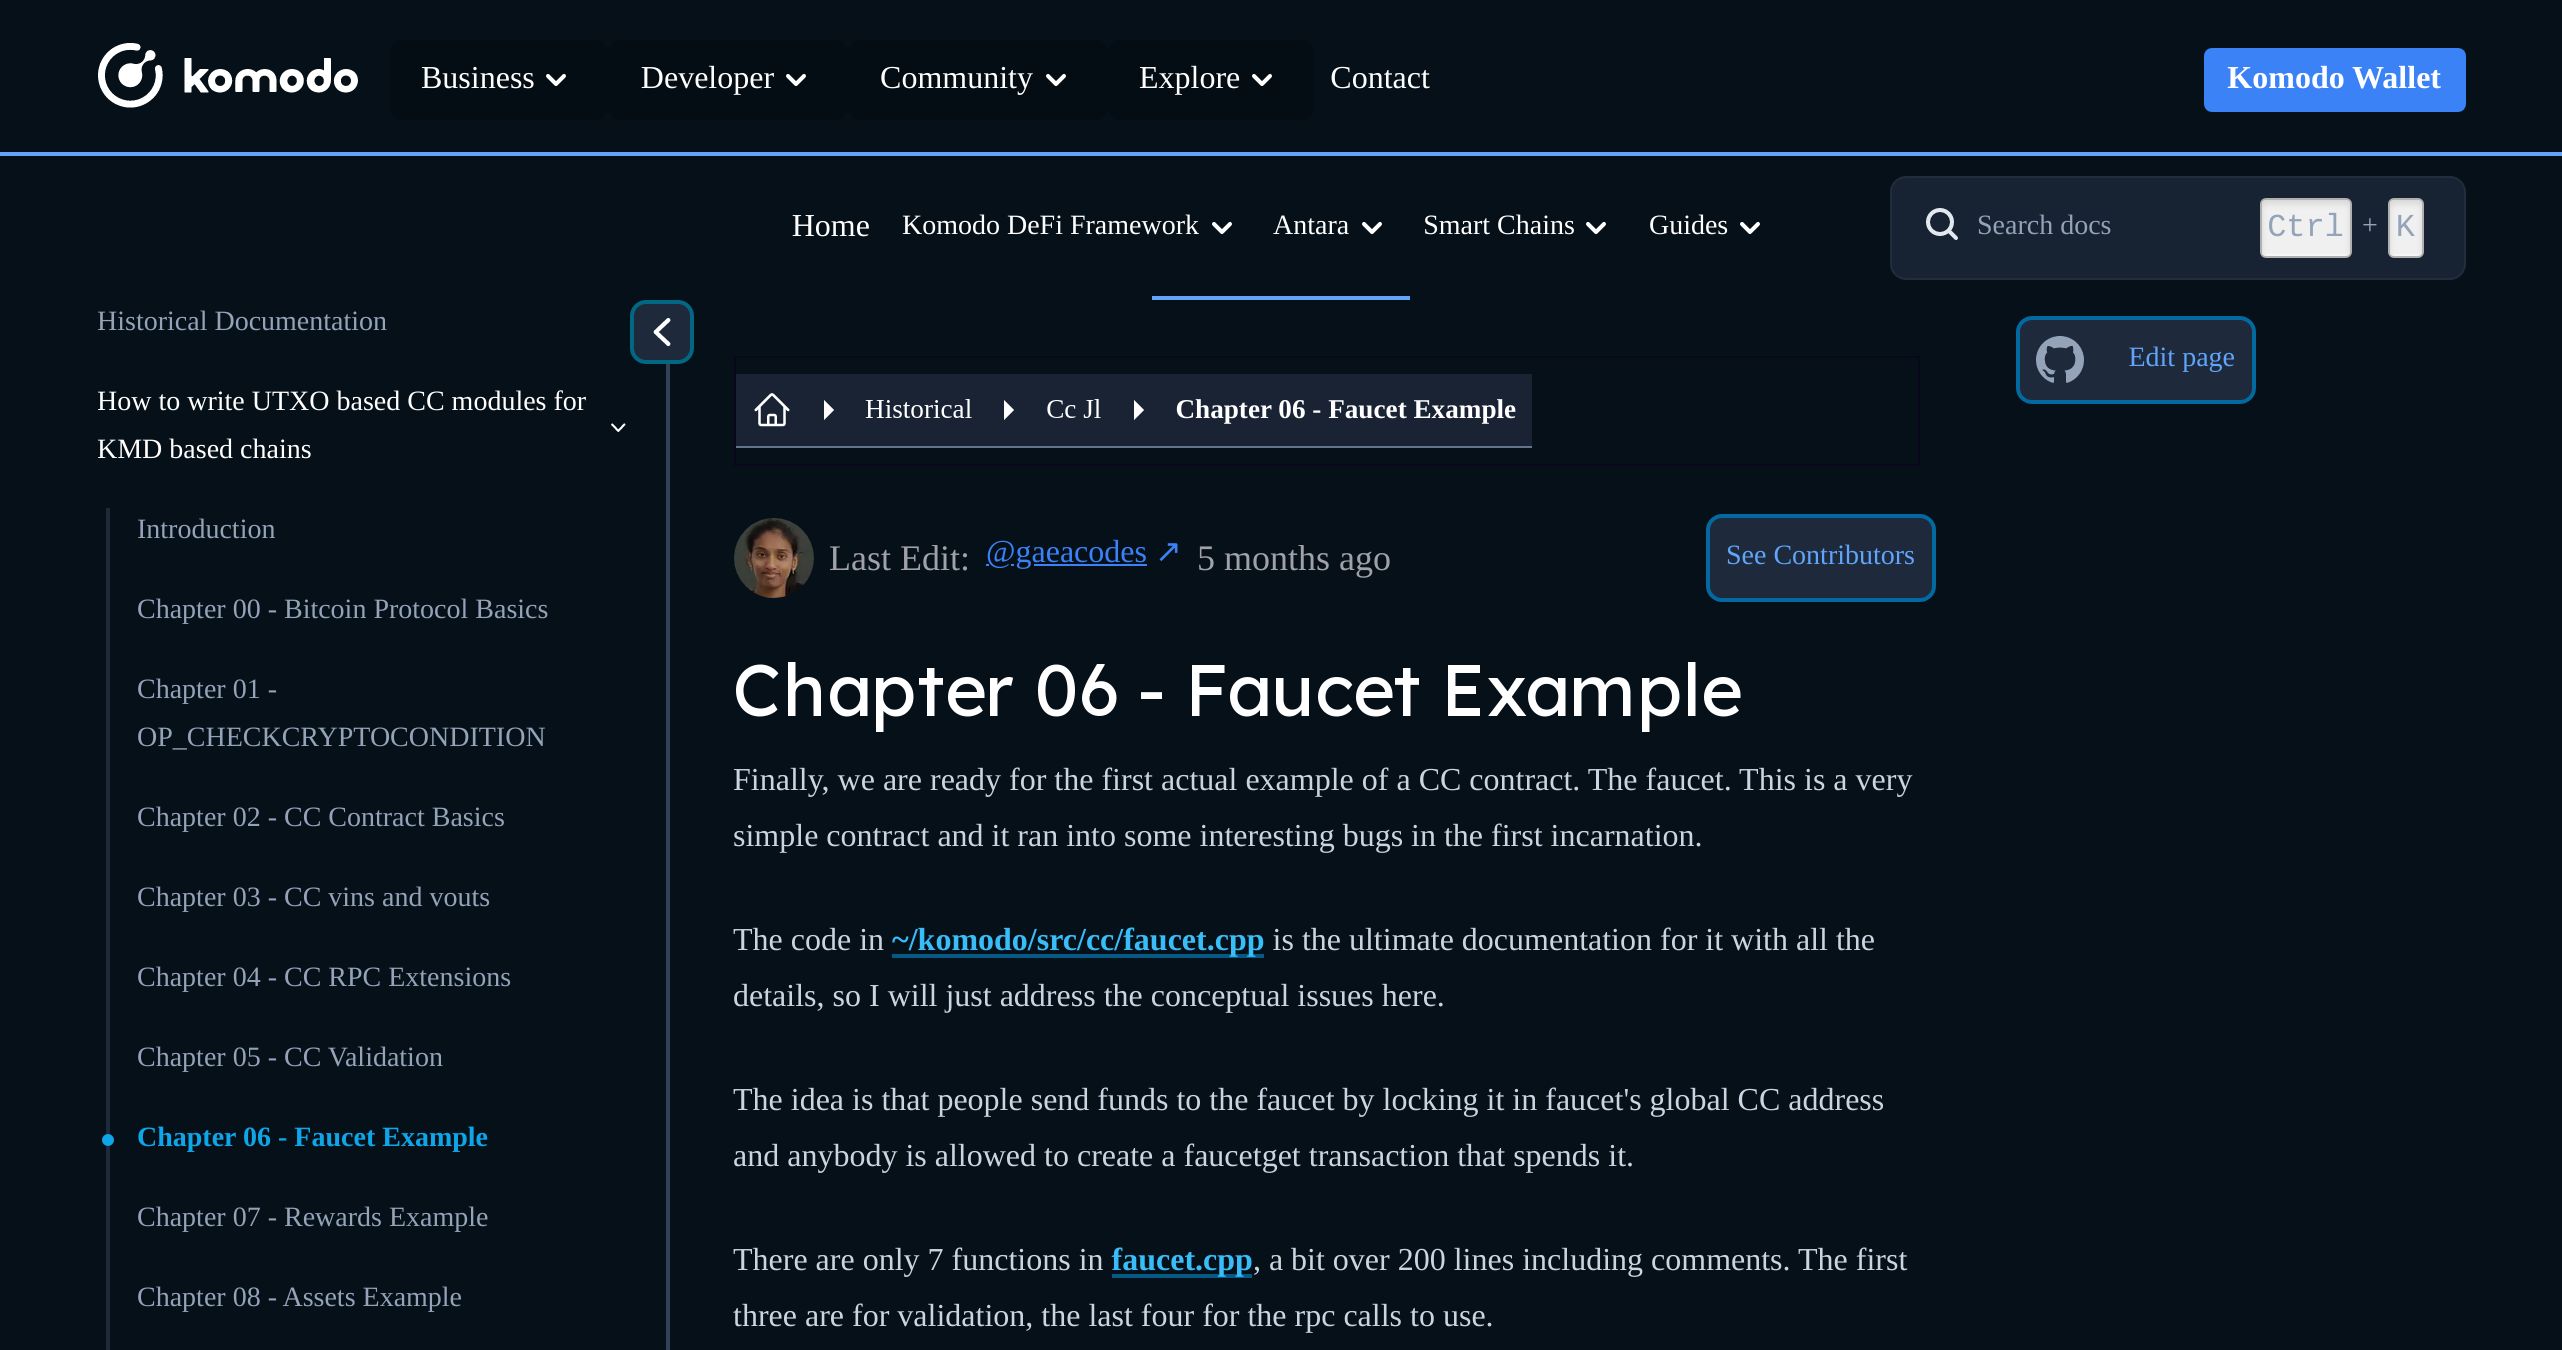 komodo
Business
Developer
Community
Explore
Contact
Komodo Wallet
Home
Komodo DeFi Framework
Antara
Smart Chains
Guides
Search docs
Ctrl + K
Historical Documentation
How to write UTXO based CC modules for
KMD based chains
Introduction
Chapter 00 - Bitcoin Protocol Basics
Chapter 01 -
OP_CHECKCRYPTOCONDITION
Chapter 02 - CC Contract Basics
Chapter 03 - CC vins and vouts
Chapter 04 - CC RPC Extensions
Chapter 05 - CC Validation
Chapter 06 - Faucet Example
Chapter 07 - Rewards Example
Chapter 08 - Assets Example
Historical
Cc Jl
Chapter 06 - Faucet Example
Edit page
Last Edit: @gaeacodes ↗ 5 months ago
See Contributors
Chapter 06 - Faucet Example
Finally, we are ready for the first actual example of a CC contract. The faucet. This is a very
simple contract and it ran into some interesting bugs in the first incarnation.
The code in ~/komodo/src/cc/faucet.cpp is the ultimate documentation for it with all the
details, so I will just address the conceptual issues here.
The idea is that people send funds to the faucet by locking it in faucet's global CC address
and anybody is allowed to create a faucetget transaction that spends it.
There are only 7 functions in faucet.cpp, a bit over 200 lines including comments. The first
three are for validation, the last four for the rpc calls to use.